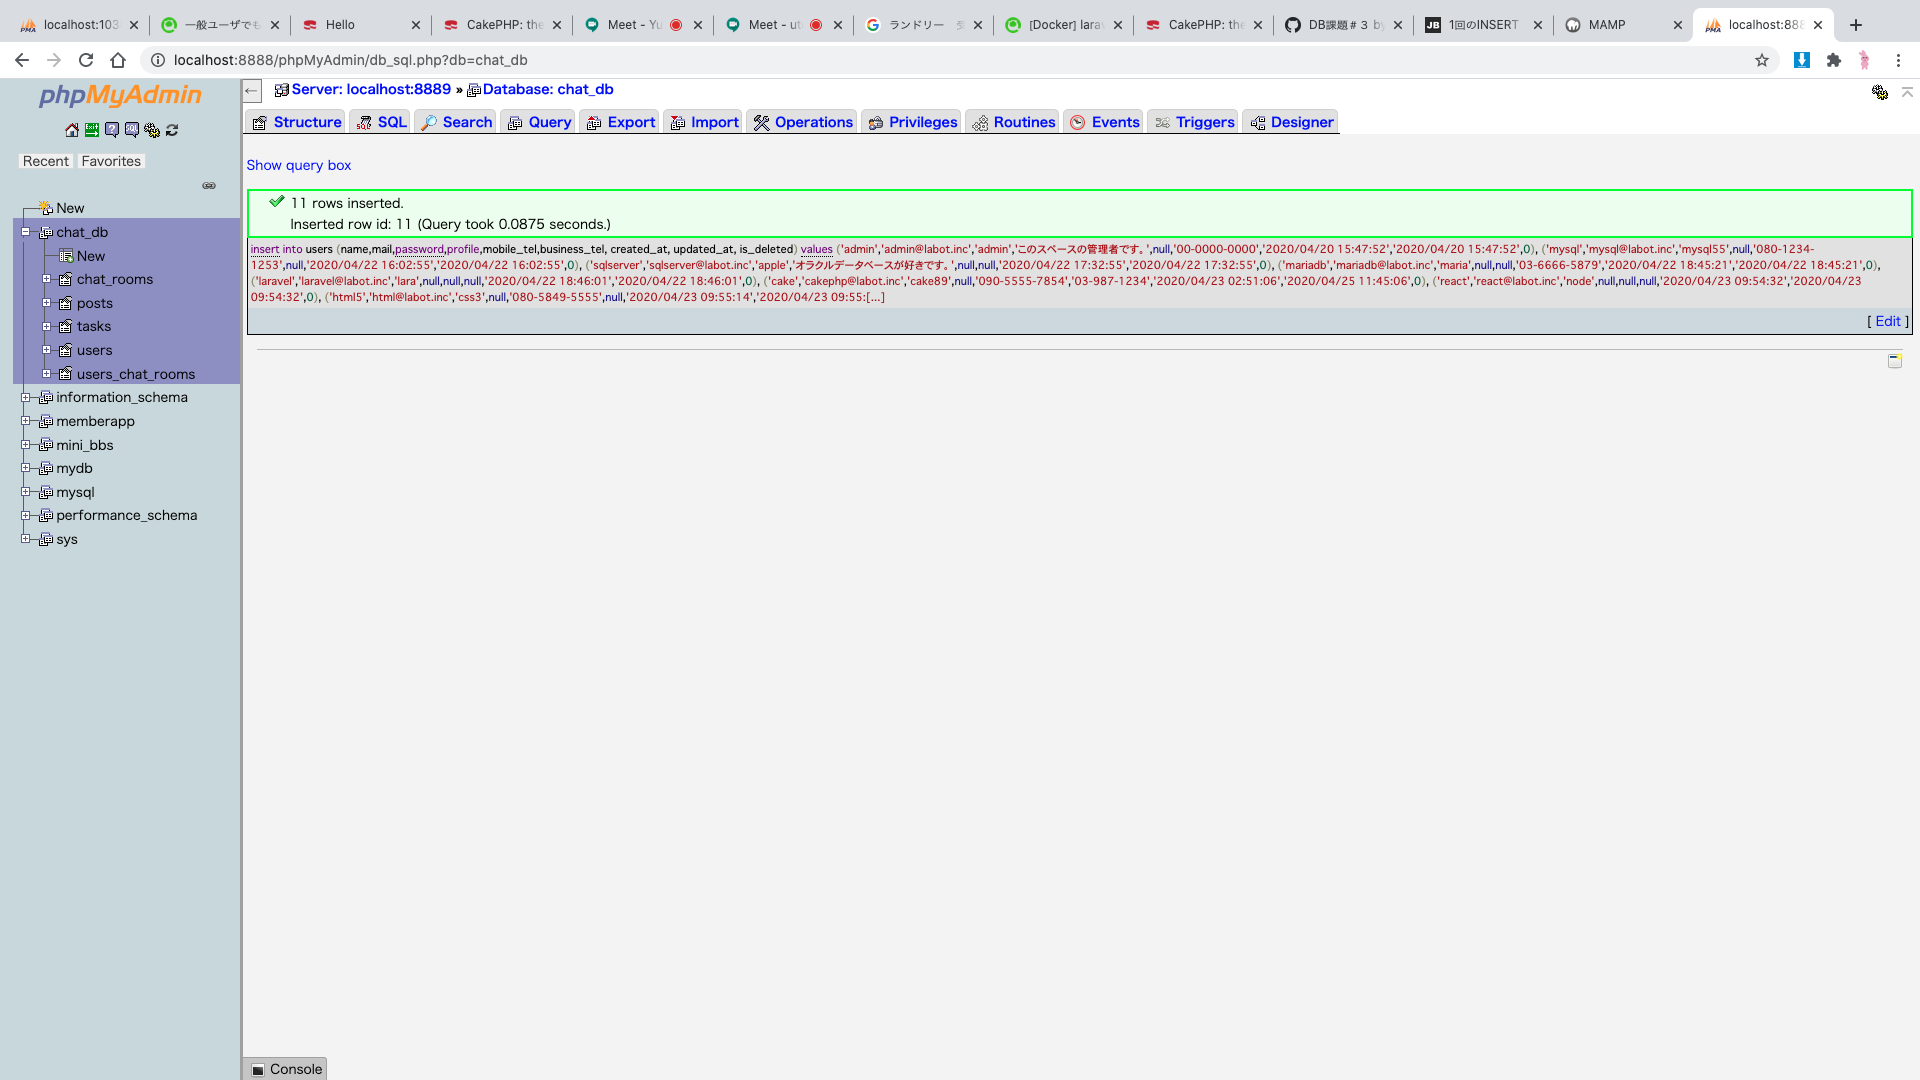 localhost:103
一般ユーザでも
Hello
CakePHP: the
Meet - Yu
Meet - ut
ランドリー 受
[Docker] larav
CakePHP: the
DB課題＃３ by
JB 1回のINSERT
MAMP
localhost:888
localhost:8888/phpMyAdmin/db_sql.php?db=chat_db
phpMyAdmin
Recent Favorites
New
chat_db
New
chat_rooms
posts
tasks
users
users_chat_rooms
information_schema
memberapp
mini_bbs
mydb
mysql
performance_schema
sys
Server: localhost:8889 » Database: chat_db
Structure SQL Search Query Export Import Operations Privileges Routines Events Triggers Designer
Show query box
11 rows inserted.
Inserted row id: 11 (Query took 0.0875 seconds.)
insert into users (name,mail,password,profile,mobile_tel,business_tel, created_at, updated_at, is_deleted) values ('admin','admin@labot.inc','admin','このスペースの管理者です。',null,'00-0000-0000','2020/04/20 15:47:52','2020/04/20 15:47:52',0), ('mysql','mysql@labot.inc','mysql55',null,'080-1234-
1253',null,'2020/04/22 16:02:55','2020/04/22 16:02:55',0), ('sqlserver','sqlserver@labot.inc','apple','オラクルデータベースが好きです。',null,null,'2020/04/22 17:32:55','2020/04/22 17:32:55',0), ('mariadb','mariadb@labot.inc','maria',null,null,'03-6666-5879','2020/04/22 18:45:21','2020/04/22 18:45:21',0),
('laravel','laravel@labot.inc','lara',null,null,null,'2020/04/22 18:46:01','2020/04/22 18:46:01',0), ('cake','cakephp@labot.inc','cake89',null,'090-5555-7854','03-987-1234','2020/04/23 02:51:06','2020/04/25 11:45:06',0), ('react','react@labot.inc','node',null,null,null,'2020/04/23 09:54:32','2020/04/23
09:54:32',0), ('html5','html@labot.inc','css3',null,'080-5849-5555',null,'2020/04/23 09:55:14','2020/04/23 09:55:[...]
[ Edit ]
Console